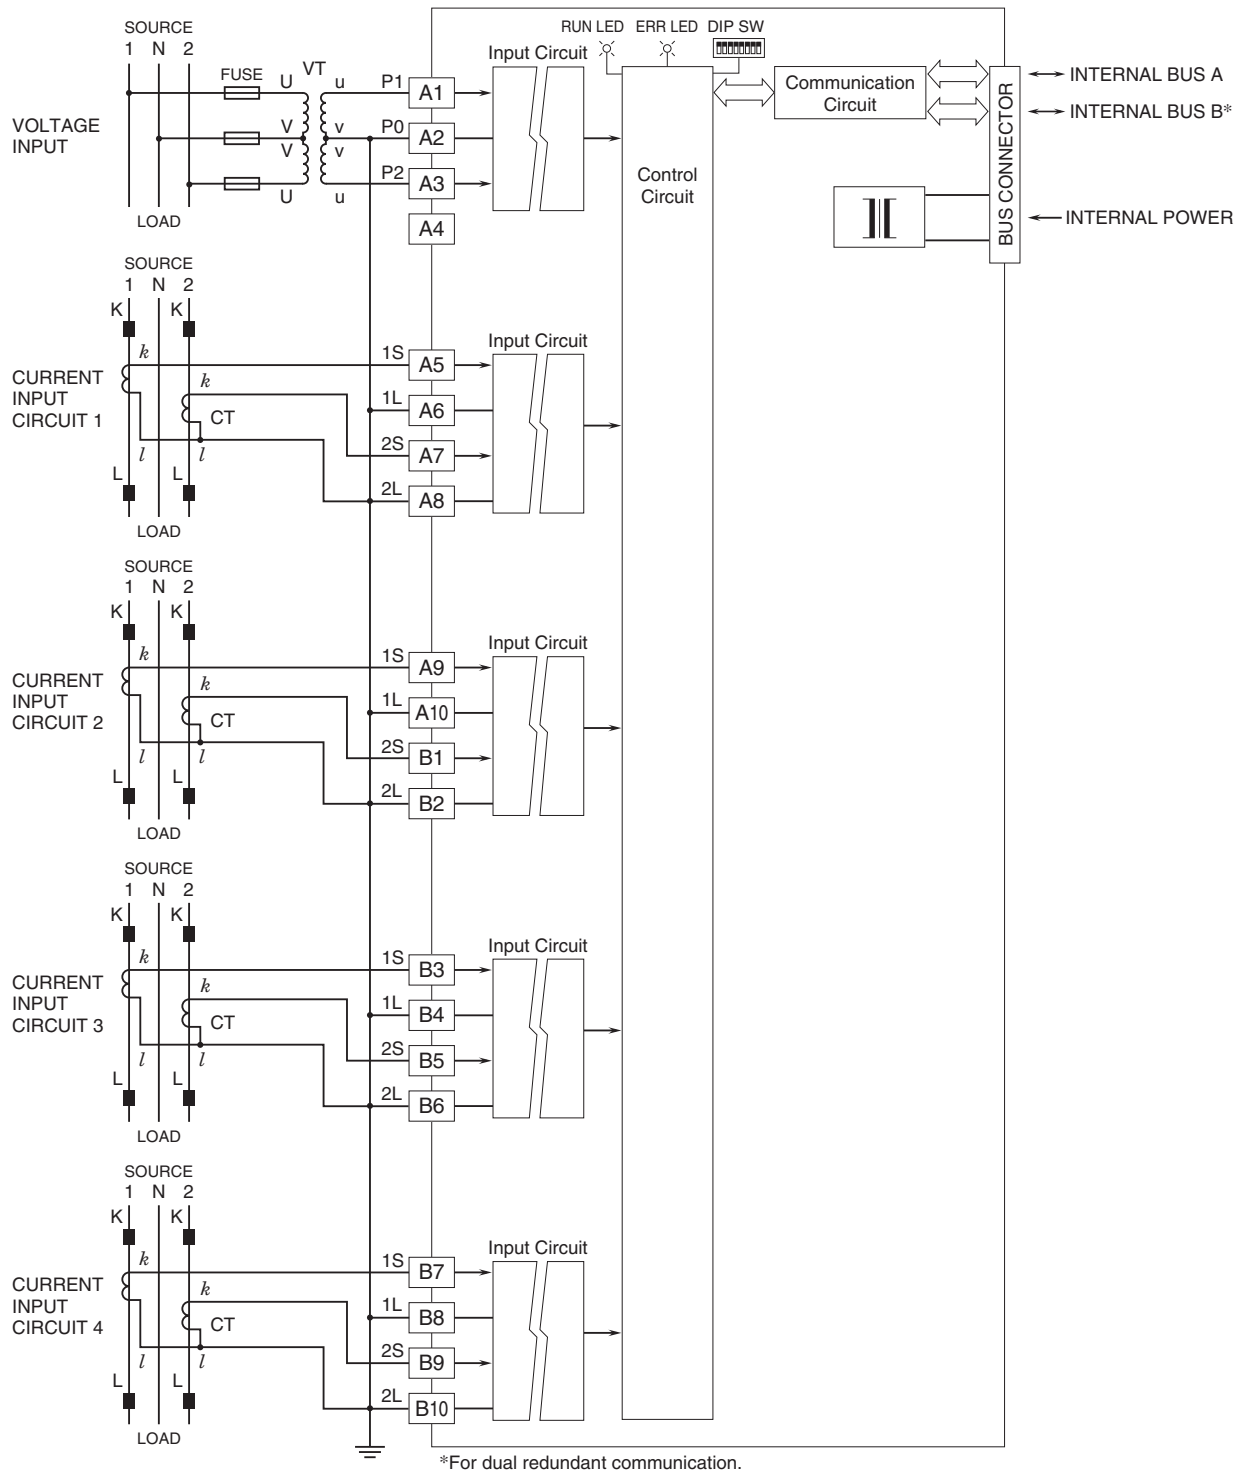 SOURCE
1 N 2
FUSE
U VT u P1 A1
V v P0 A2
V v P2 A3
U u A4
VOLTAGE
INPUT
LOAD
Input Circuit
RUN LED ERR LED DIP SW
Control
Circuit
Communication
Circuit
BUS CONNECTOR
INTERNAL BUS A
INTERNAL BUS B*
INTERNAL POWER
SOURCE
1 N 2
K K
k 1S A5
k 1L A6
CT 2S A7
l l 2L A8
L L
CURRENT
INPUT
CIRCUIT 1
LOAD
Input Circuit
SOURCE
1 N 2
K K
k 1S A9
k 1L A10
CT 2S B1
l l 2L B2
L L
CURRENT
INPUT
CIRCUIT 2
LOAD
Input Circuit
SOURCE
1 N 2
K K
k 1S B3
k 1L B4
CT 2S B5
l l 2L B6
L L
CURRENT
INPUT
CIRCUIT 3
LOAD
Input Circuit
SOURCE
1 N 2
K K
k 1S B7
k 1L B8
CT 2S B9
l l 2L B10
L L
CURRENT
INPUT
CIRCUIT 4
LOAD
Input Circuit
*For dual redundant communication.